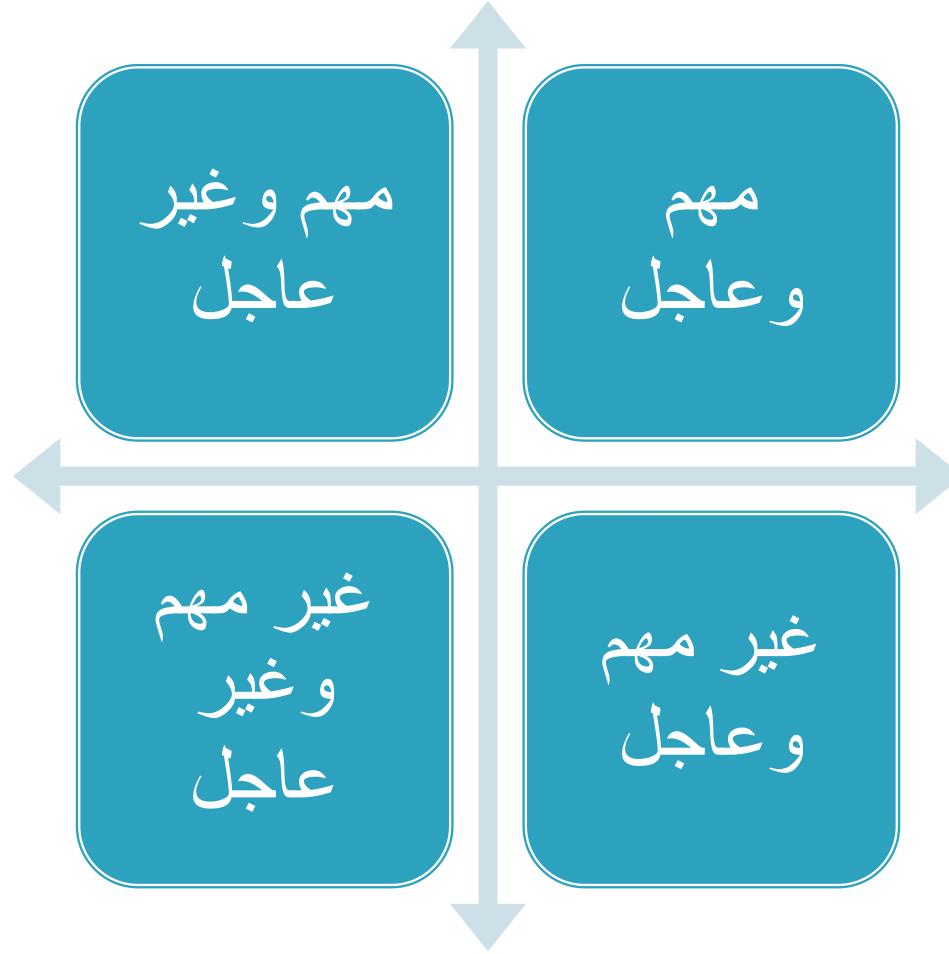 مهم
وعاجل
مهم وغير
عاجل
غير مهم
وعاجل
غير مهم
وغير
عاجل